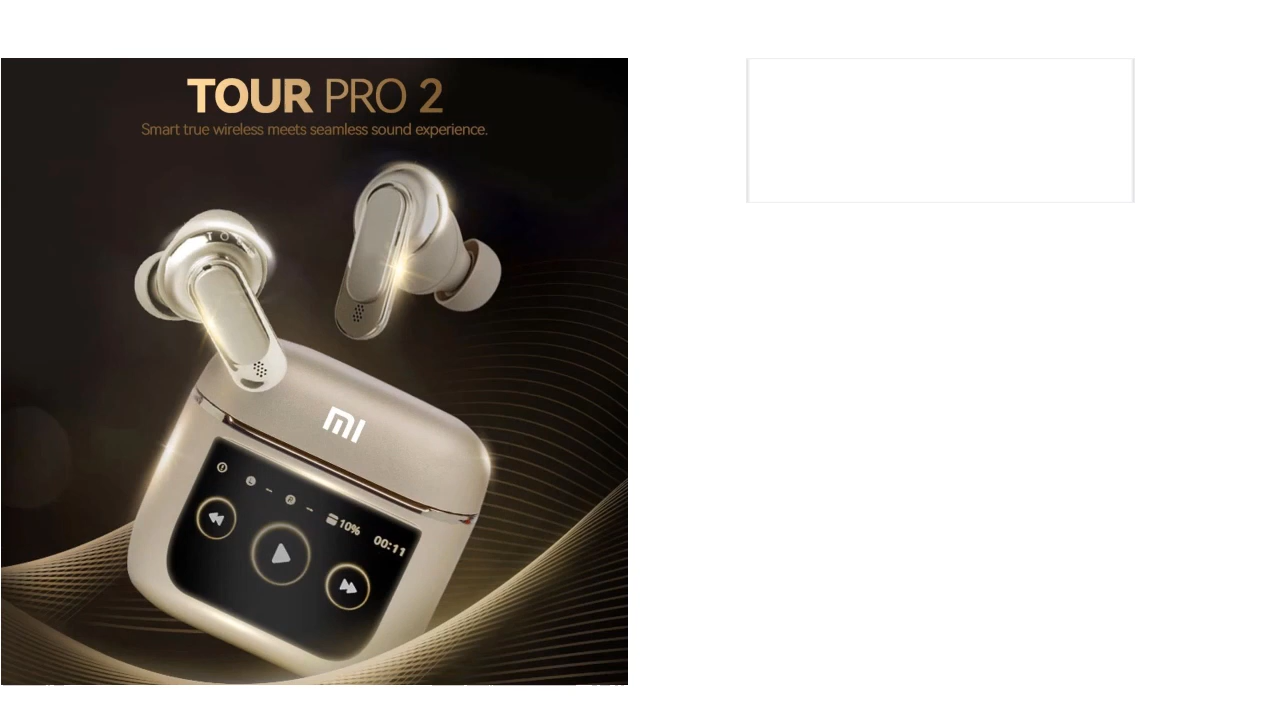 TOUR PRO 2
Smart true wireless meets seamless sound experience.
mi
L
R
10%
00:11